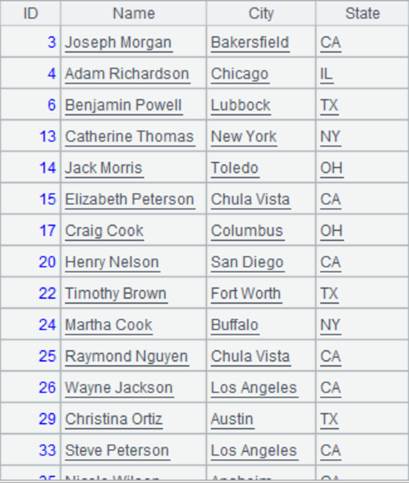 ID Name City State
3 Joseph Morgan Bakersfield CA
4 Adam Richardson Chicago IL
6 Benjamin Powell Lubbock TX
13 Catherine Thomas New York NY
14 Jack Morris Toledo OH
15 Elizabeth Peterson Chula Vista CA
17 Craig Cook Columbus OH
20 Henry Nelson San Diego CA
22 Timothy Brown Fort Worth TX
24 Martha Cook Buffalo NY
25 Raymond Nguyen Chula Vista CA
26 Wayne Jackson Los Angeles CA
29 Christina Ortiz Austin TX
33 Steve Peterson Los Angeles CA